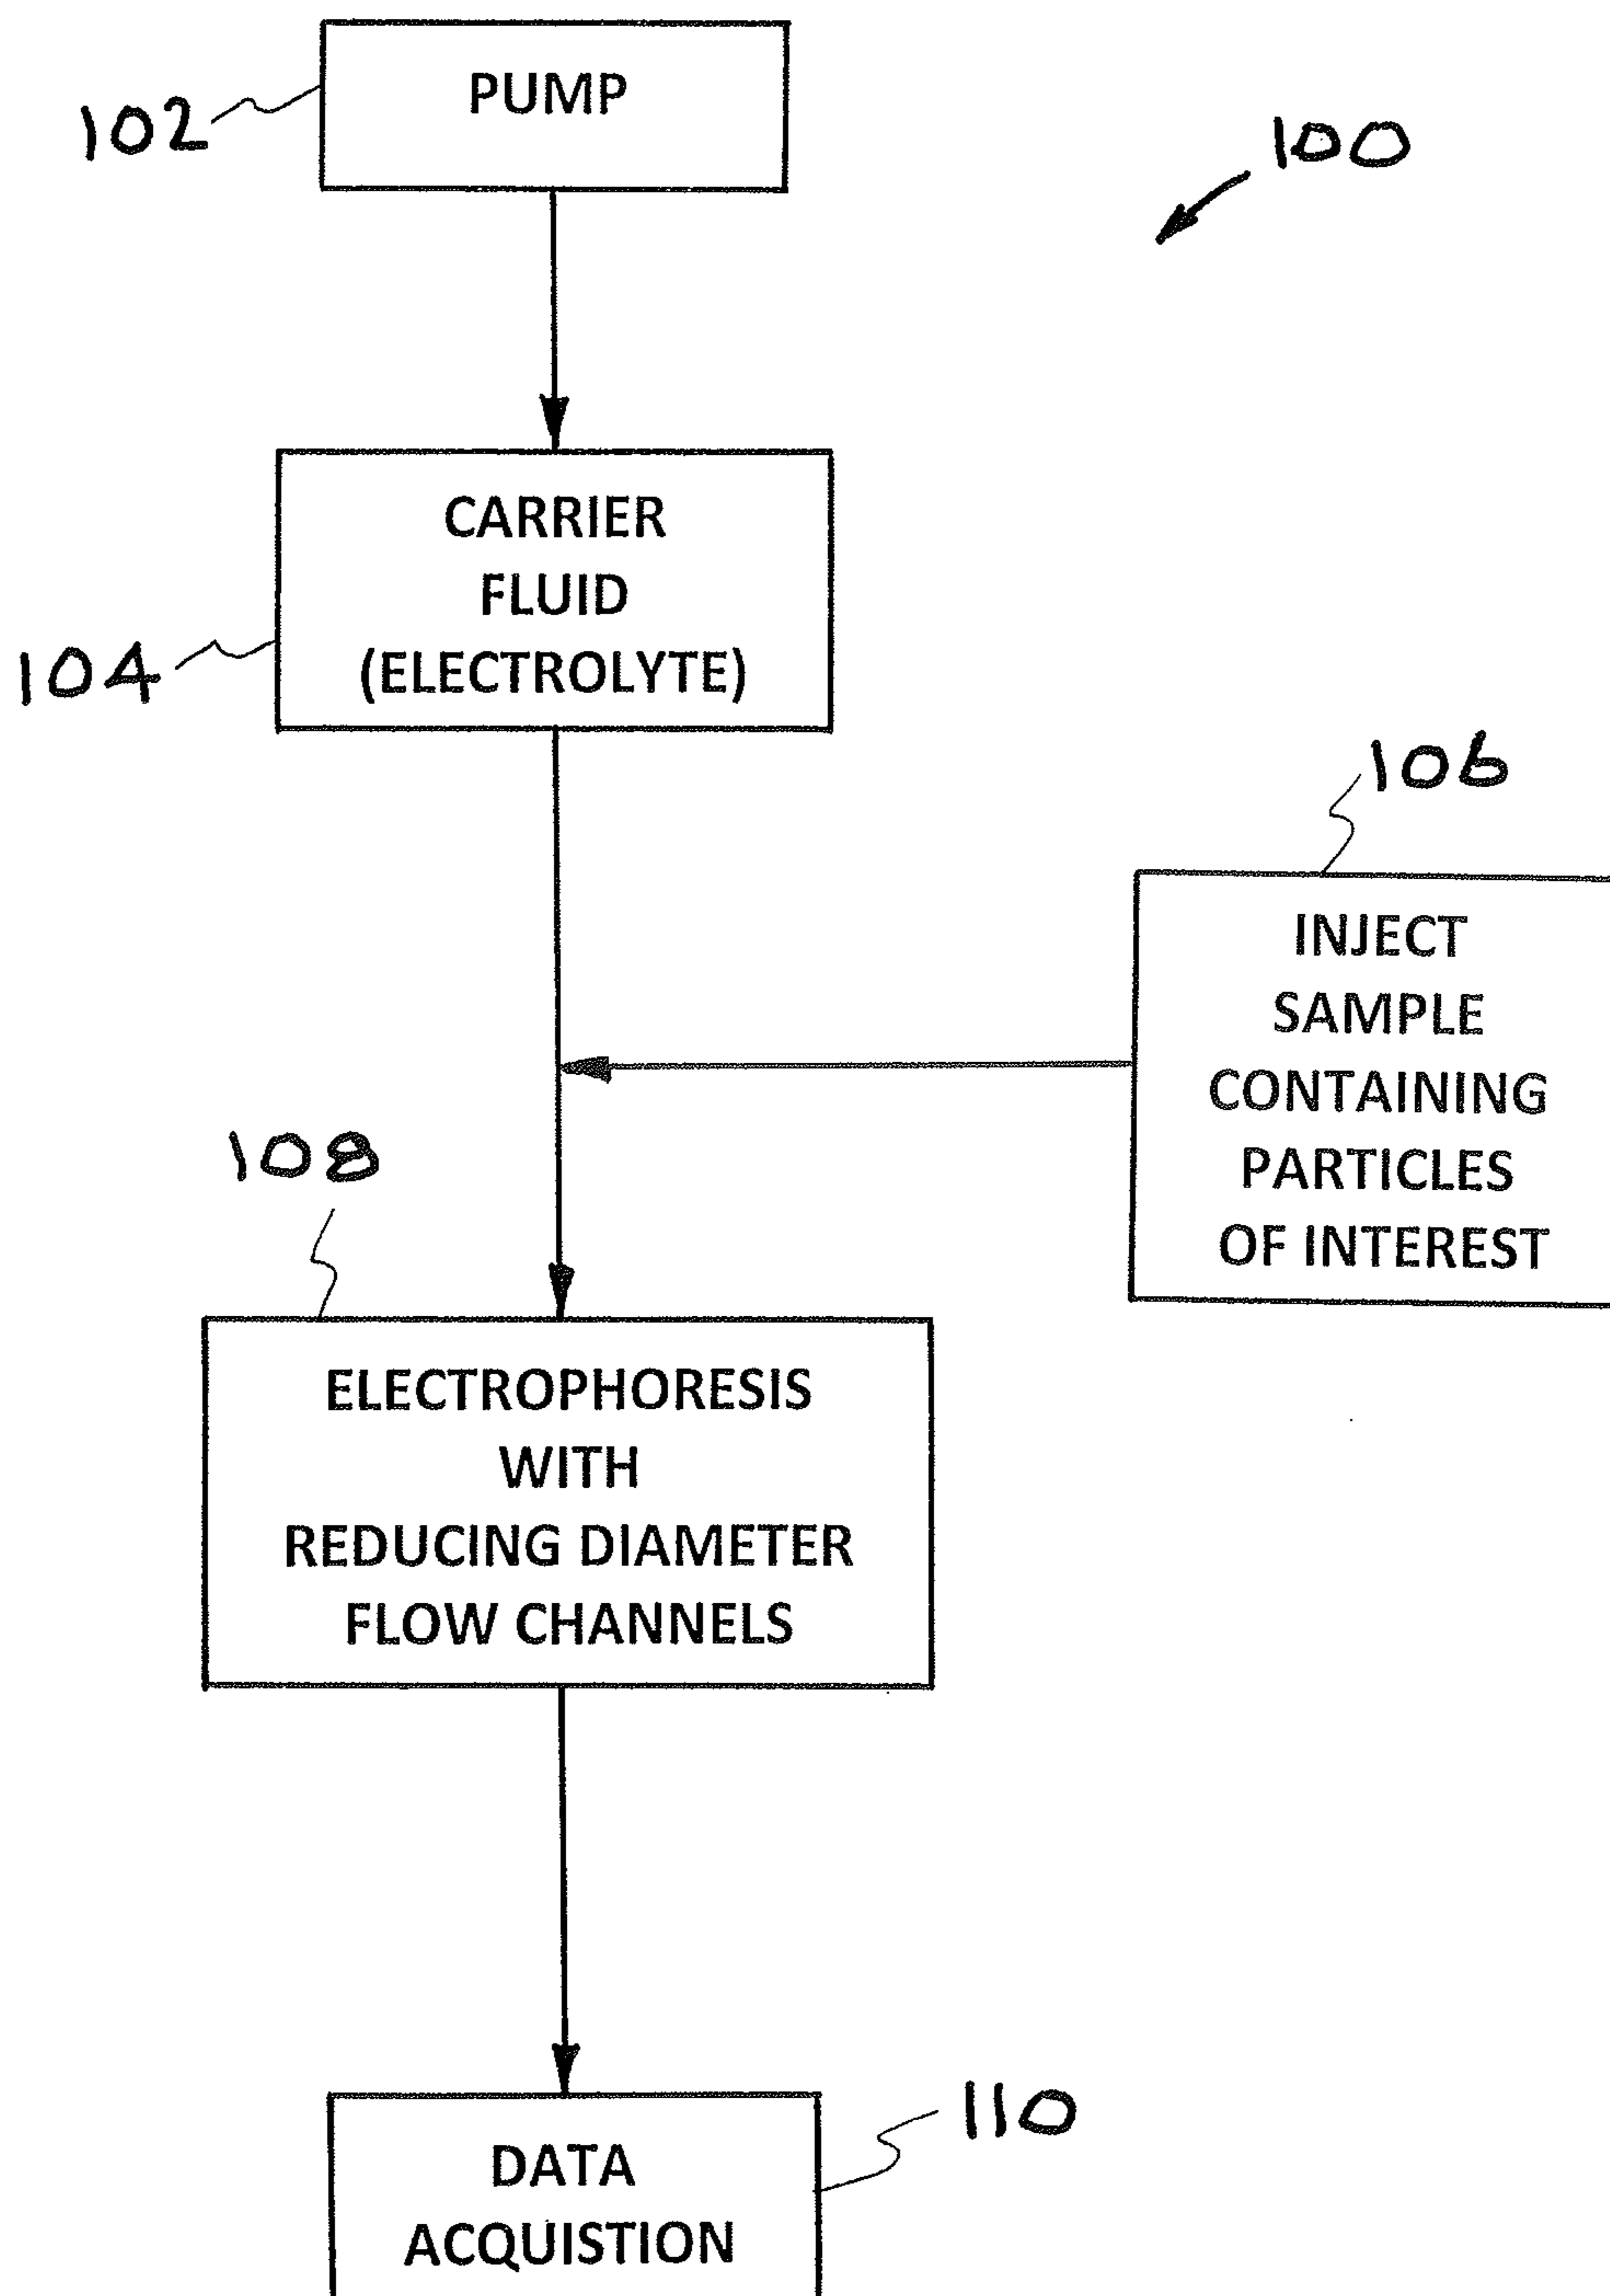 PUMP
102
100
CARRIER
FLUID
(ELECTROLYTE)
104
106
INJECT
SAMPLE
CONTAINING
PARTICLES
OF INTEREST
108
ELECTROPHORESIS
WITH
REDUCING DIAMETER
FLOW CHANNELS
110
DATA
ACQUISTION